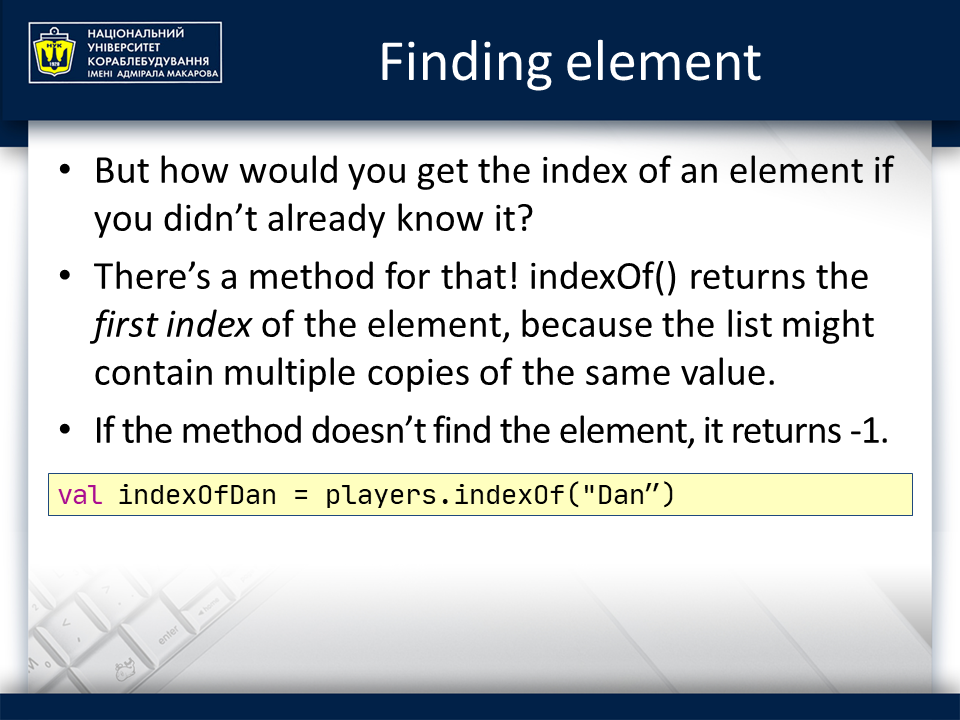 НАЦІОНАЛЬНИЙ
УНІВЕРСИТЕТ
КОРАБЛЕБУДУВАННЯ
ІМЕНІ АДМІРАЛА МАКАРОВА
НУК
1920
Finding element
• But how would you get the index of an element if
you didn’t already know it?
• There’s a method for that! indexOf() returns the
first index of the element, because the list might
contain multiple copies of the same value.
• If the method doesn’t find the element, it returns -1.
val indexOfDan = players.indexOf("Dan”)
enter